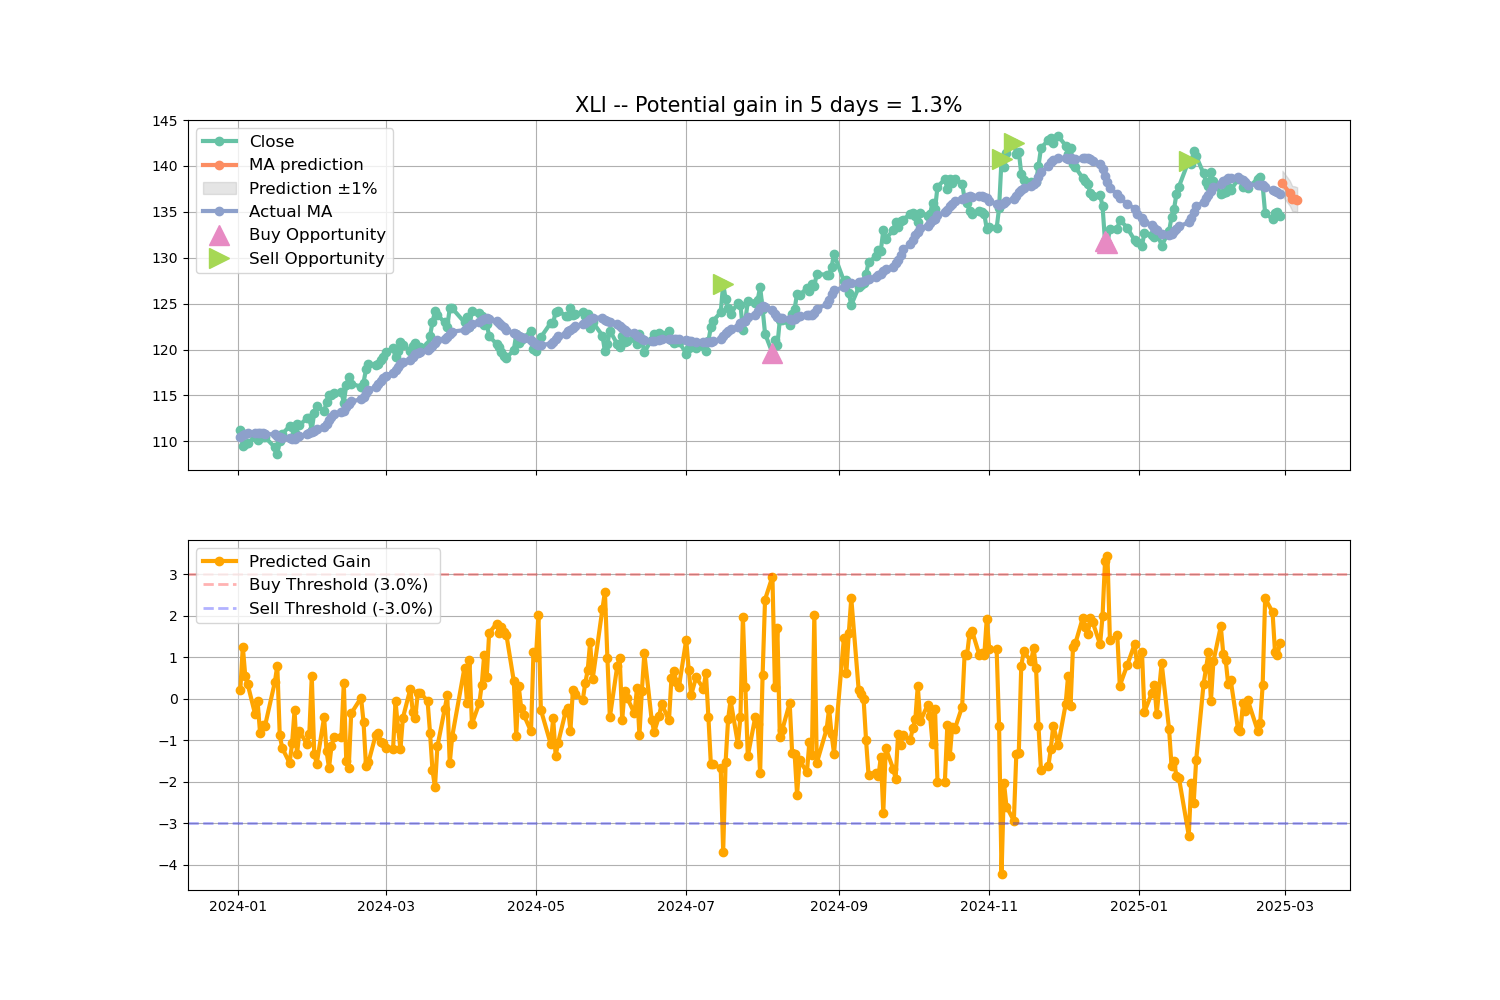 XLI -- Potential gain in 5 days = 1.3%
145
140
135
130
125
120
115
110
Close
MA prediction
Prediction ±1%
Actual MA
Buy Opportunity
Sell Opportunity
3
2
1
0
−1
−2
−3
−4
Predicted Gain
Buy Threshold (3.0%)
Sell Threshold (-3.0%)
2024-01
2024-03
2024-05
2024-07
2024-09
2024-11
2025-01
2025-03